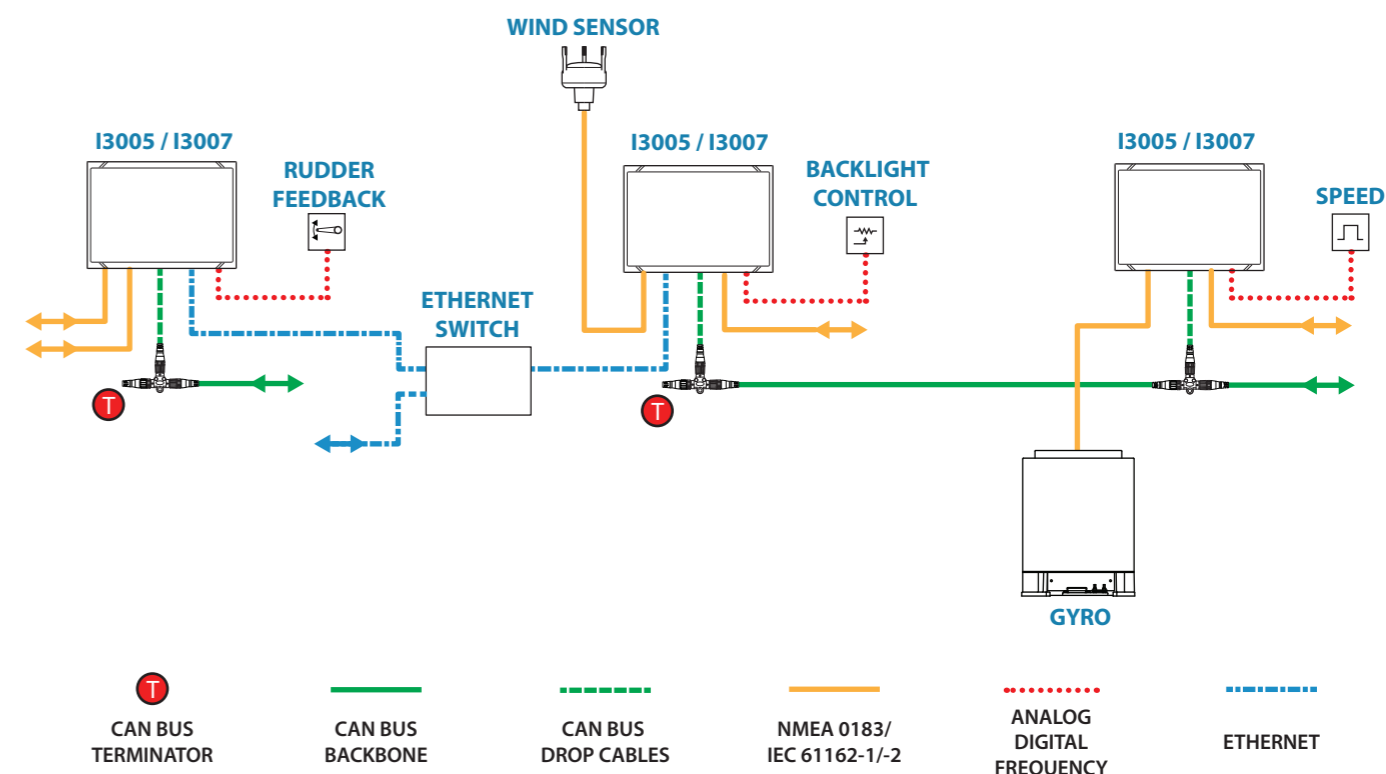 WIND SENSOR
I3005 / I3007
RUDDER
FEEDBACK
I3005 / I3007
BACKLIGHT
CONTROL
I3005 / I3007
SPEED
ETHERNET
SWITCH
T
T
GYRO
T
CAN BUS
TERMINATOR
CAN BUS
BACKBONE
CAN BUS
DROP CABLES
NMEA 0183/
IEC 61162-1/-2
ANALOG
DIGITAL
FREQUENCY
ETHERNET